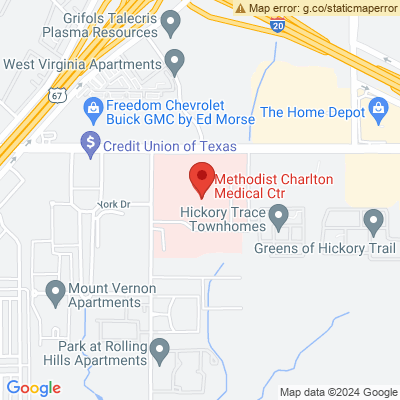 Map error: g.co/staticmaperror
Grifols Talecris
Plasma Resources
20
West Virginia Apartments
67
Freedom Chevrolet
Buick GMC by Ed Morse
The Home Depot
Credit Union of Texas
Methodist Charlton
Medical Ctr
York Dr
Hickory Trace
Townhomes
Greens of Hickory Trail
Mount Vernon
Apartments
Park at Rolling
Hills Apartments
Google
Map data ©2024 Google